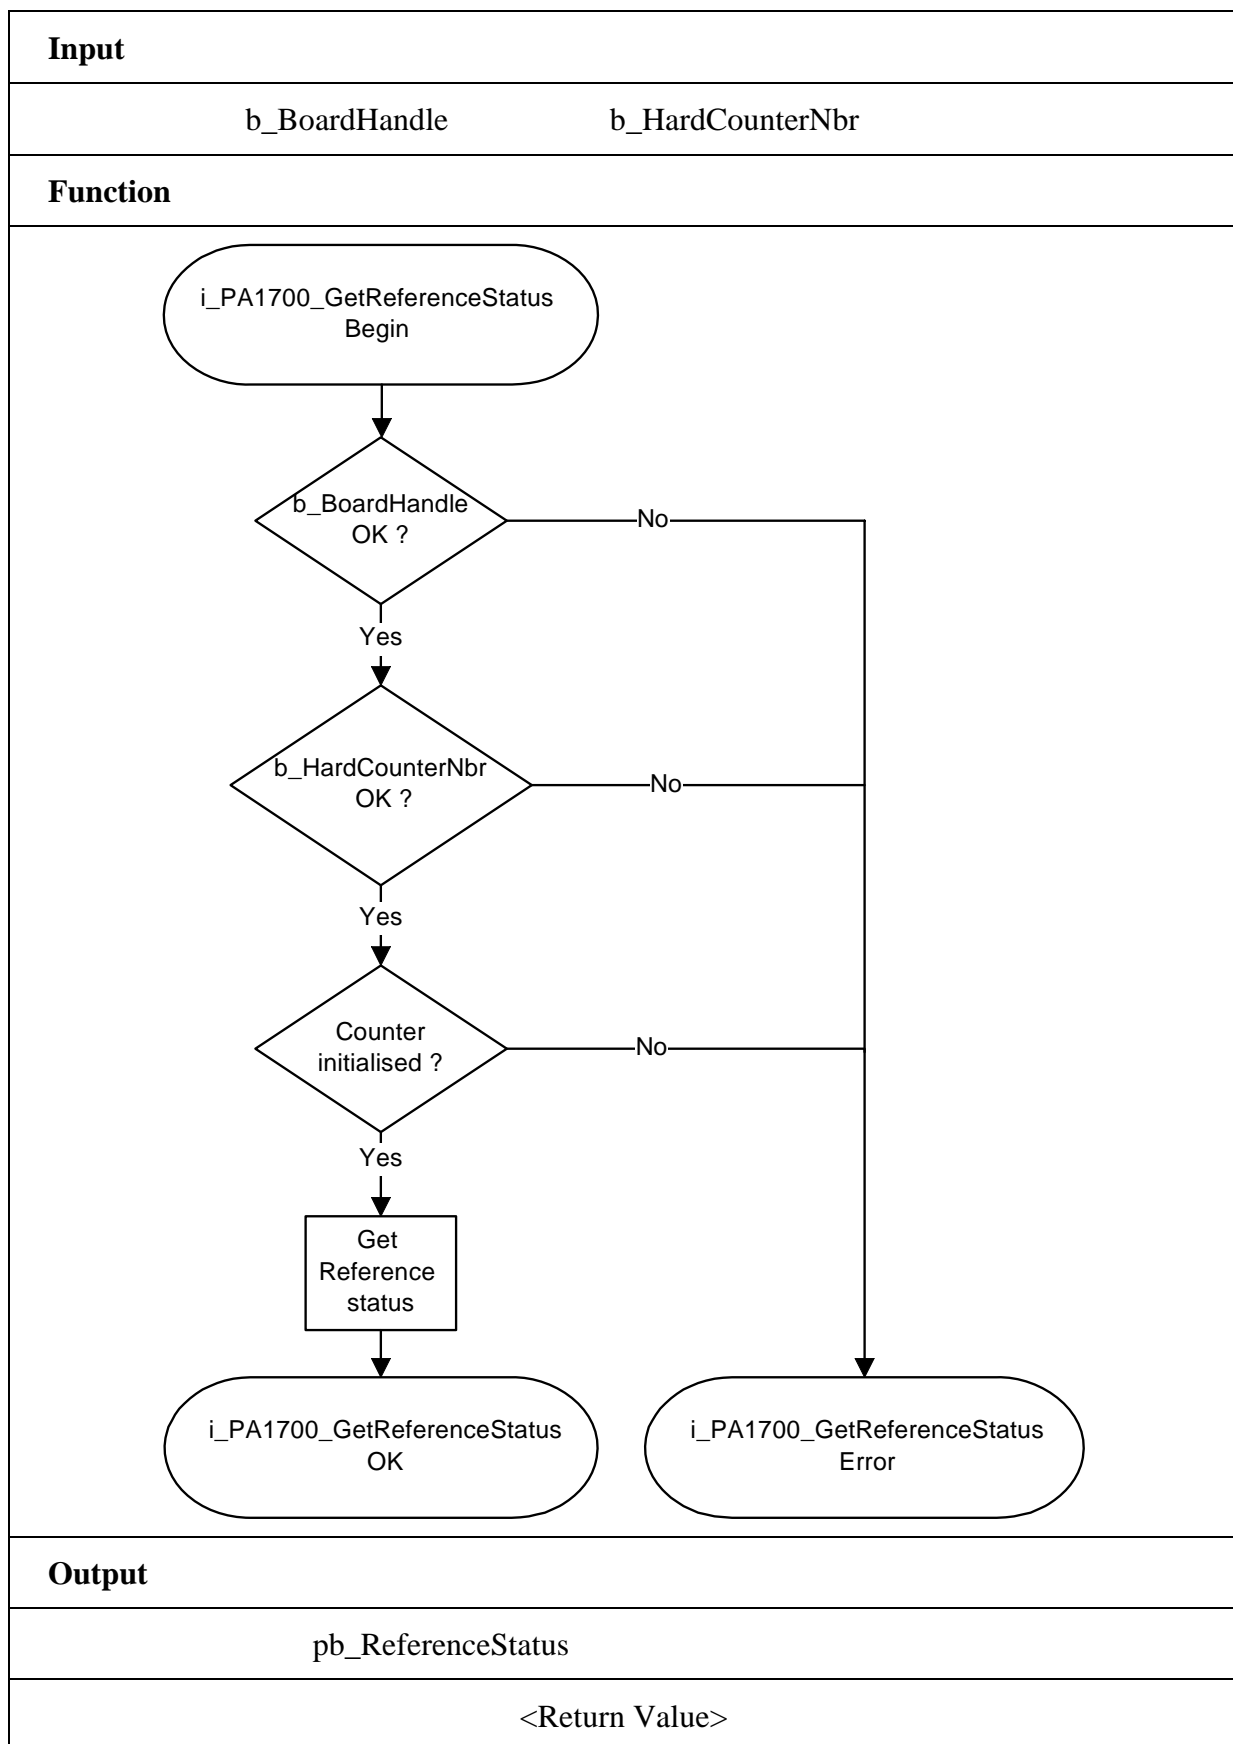 Input
b_BoardHandle b_HardCounterNbr
Function
i_PA1700_GetReferenceStatus
Begin
b_BoardHandle
OK ?
No
Yes
b_HardCounterNbr
OK ?
No
Yes
Counter
initialised ?
No
Yes
Get
Reference
status
i_PA1700_GetReferenceStatus
OK
i_PA1700_GetReferenceStatus
Error
Output
pb_ReferenceStatus
<Return Value>